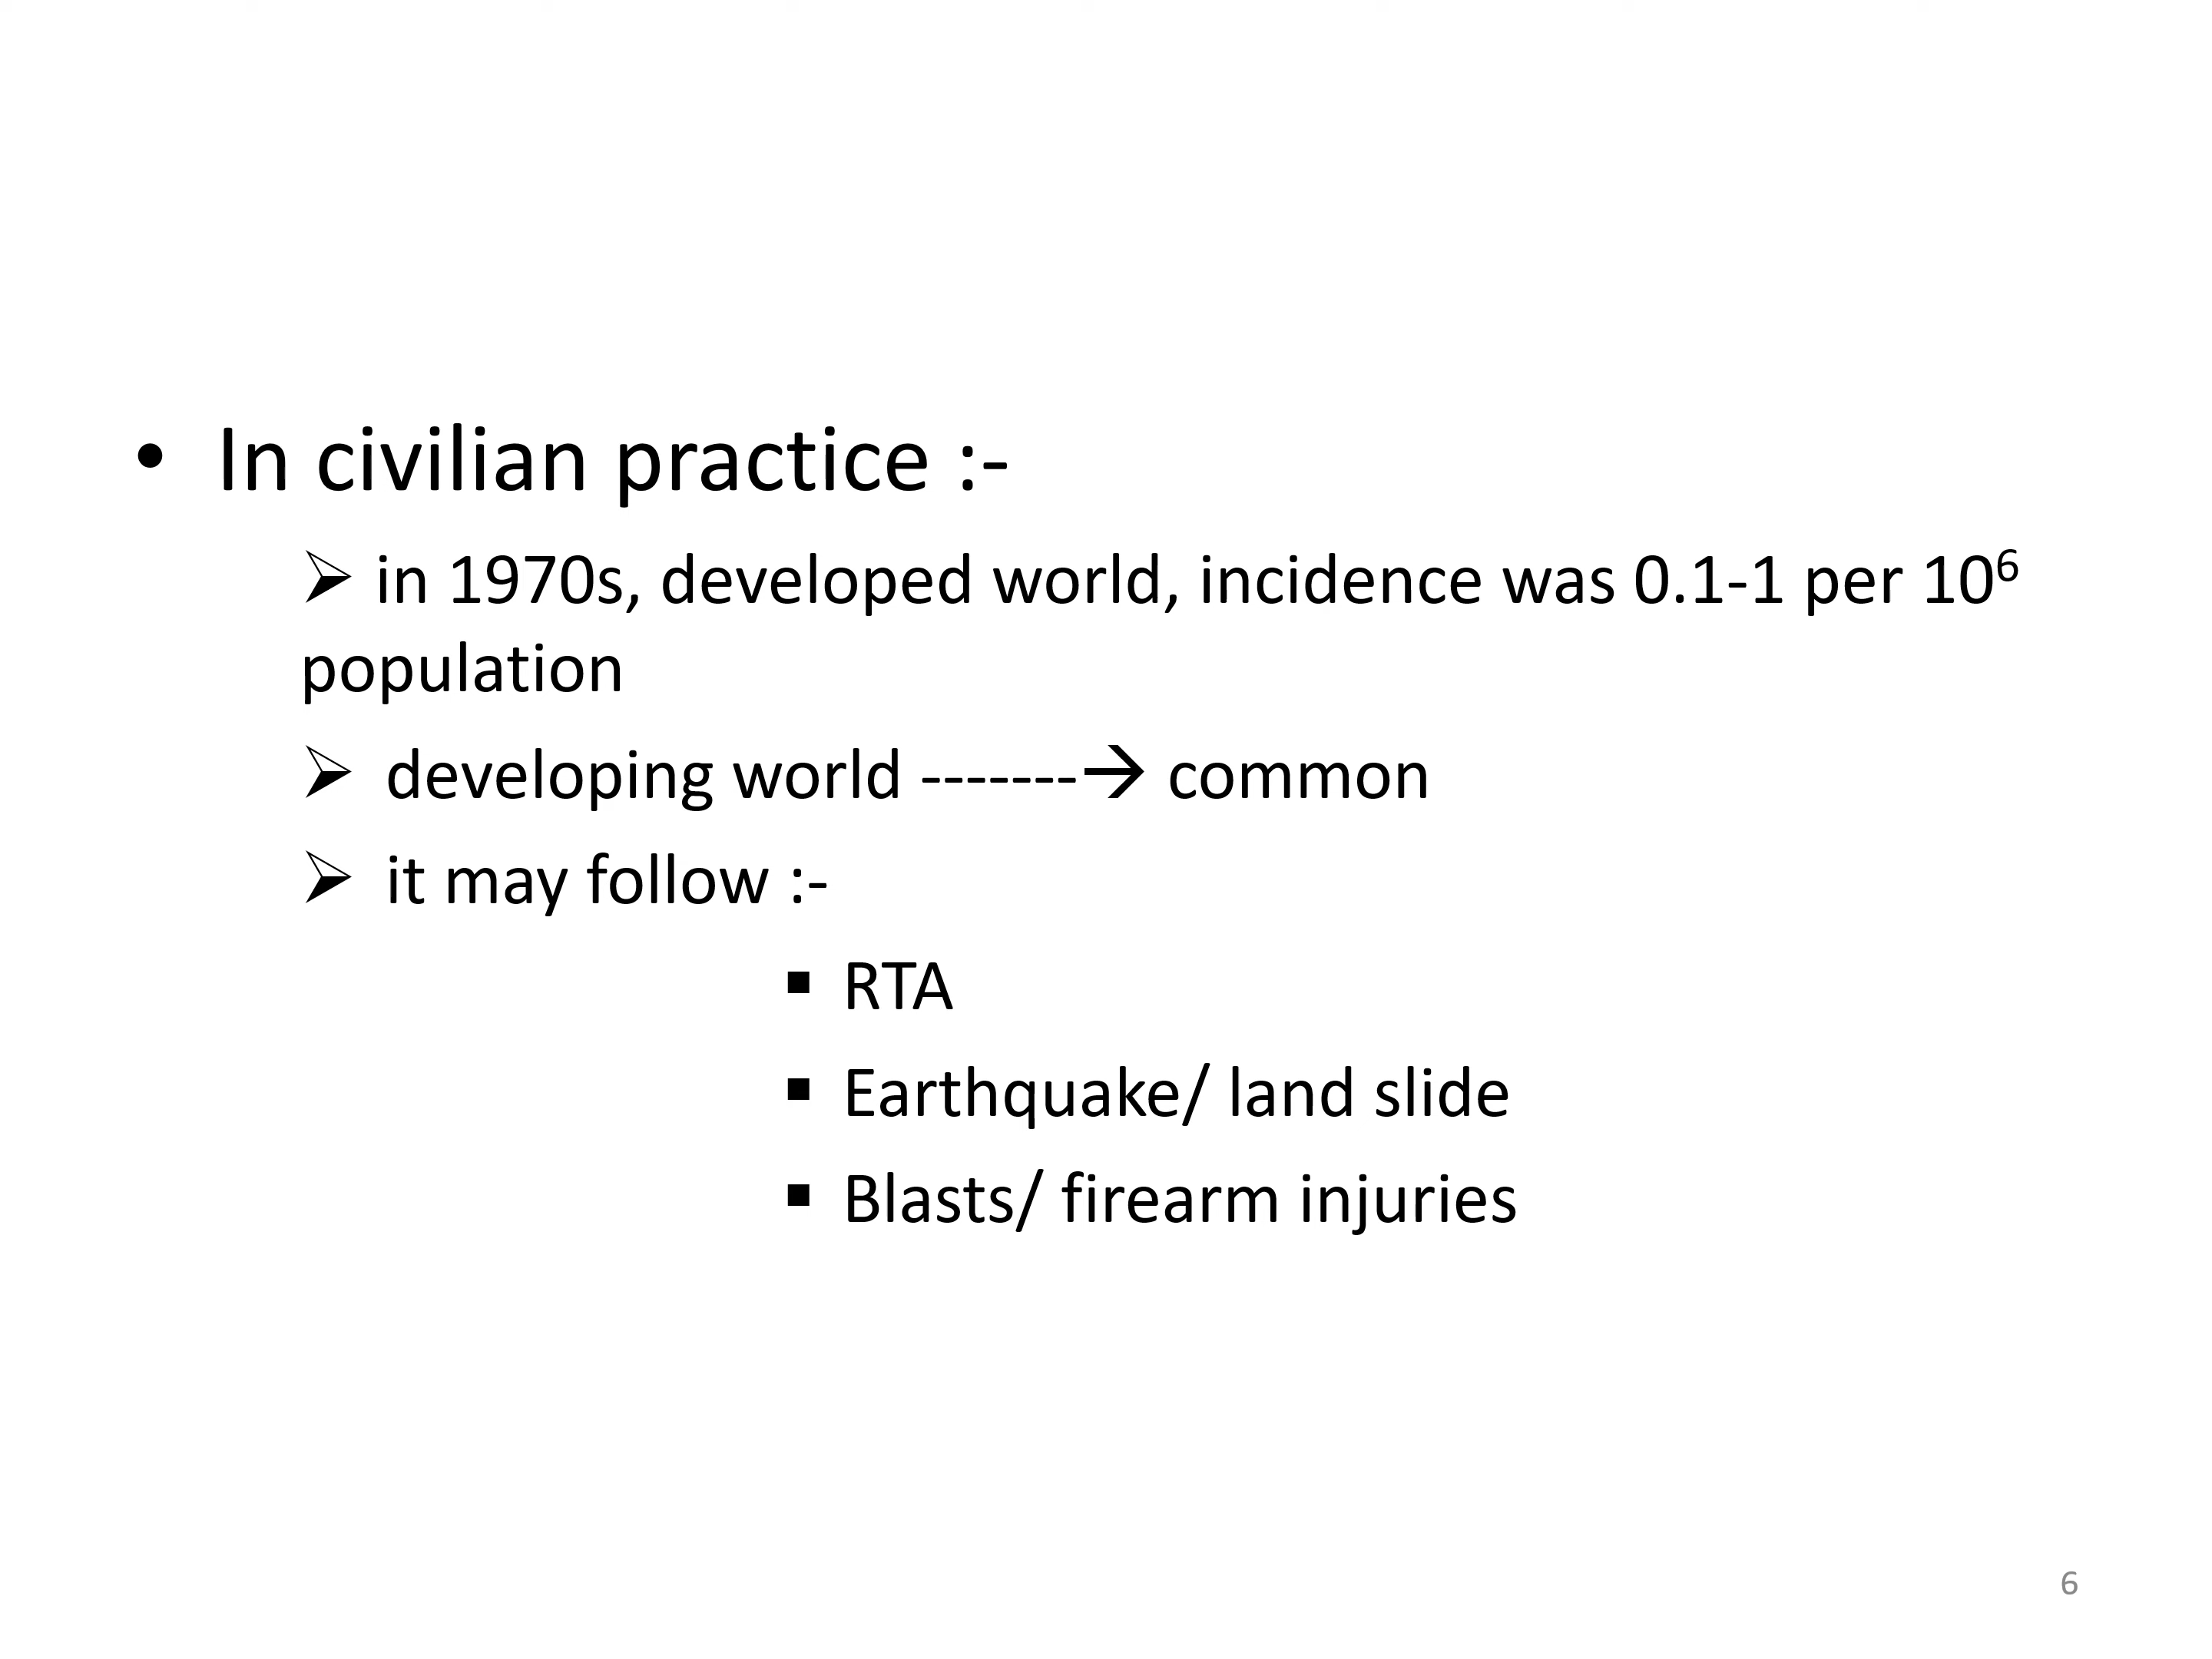 • In civilian practice :-
➢ in 1970s, developed world, incidence was 0.1-1 per 10⁶
population
➢ developing world -------→ common
➢ it may follow :-
▪ RTA
▪ Earthquake/ land slide
▪ Blasts/ firearm injuries
6